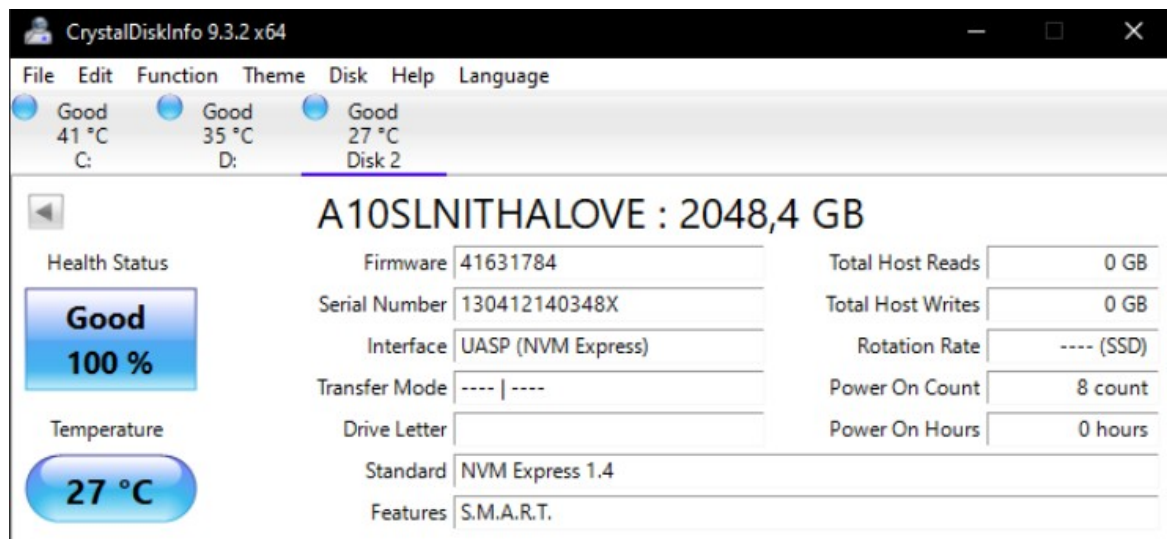 CrystalDiskInfo 9.3.2 x64
File Edit Function Theme Disk Help Language
Good Good Good
41 °C 35 °C 27 °C
C: D: Disk 2
A10SLNITHALOVE : 2048,4 GB
Health Status Firmware 41631784 Total Host Reads 0 GB
Good Serial Number 130412140348X Total Host Writes 0 GB
100 % Interface UASP (NVM Express) Rotation Rate ---- (SSD)
Transfer Mode ---- | ---- Power On Count 8 count
Temperature Drive Letter Power On Hours 0 hours
27 °C Standard NVM Express 1.4
Features S.M.A.R.T.